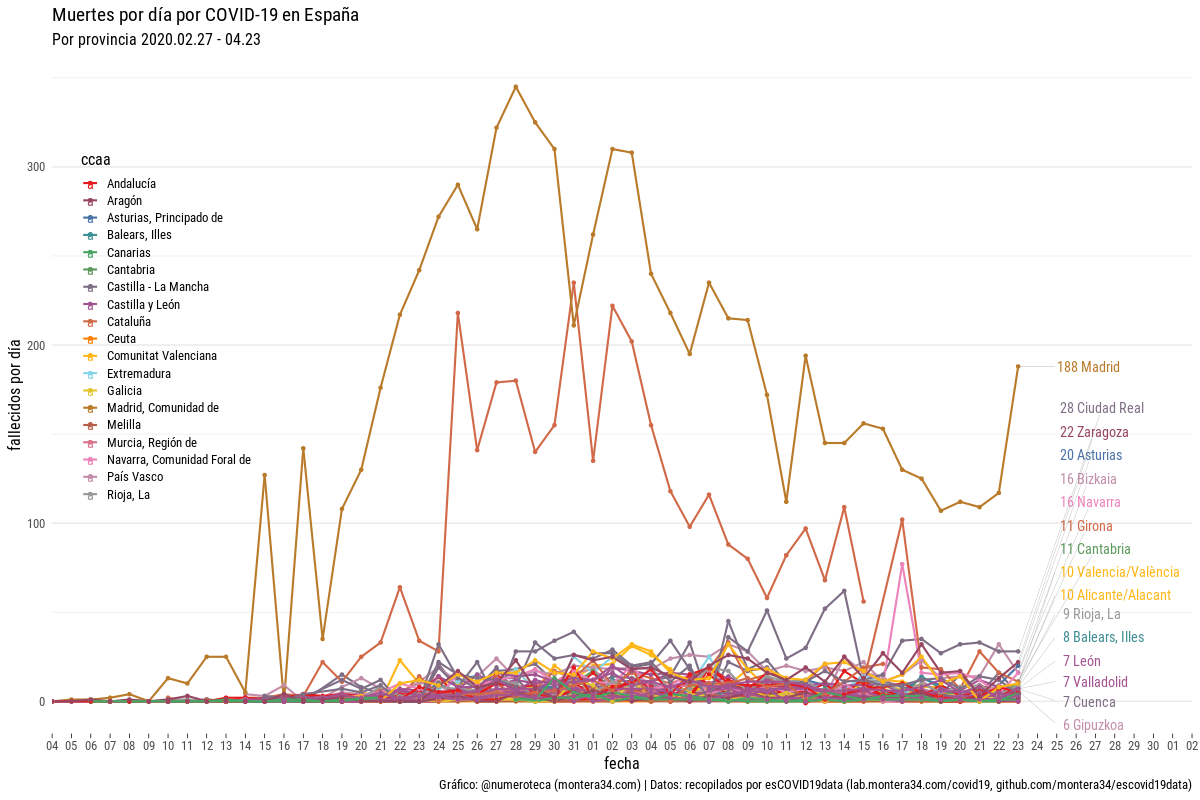 Muertes por día por COVID-19 en España
Por provincia 2020.02.27 - 04.23
fallecidos por día
300
200
100
0
ccaa
Andalucía
Aragón
Asturias, Principado de
Balears, Illes
Canarias
Cantabria
Castilla - La Mancha
Castilla y León
Cataluña
Ceuta
Comunitat Valenciana
Extremadura
Galicia
Madrid, Comunidad de
Melilla
Murcia, Región de
Navarra, Comunidad Foral de
País Vasco
Rioja, La
188 Madrid
28 Ciudad Real
22 Zaragoza
20 Asturias
16 Bizkaia
16 Navarra
11 Girona
11 Cantabria
10 Valencia/València
10 Alicante/Alacant
9 Rioja, La
8 Balears, Illes
7 León
7 Valladolid
7 Cuenca
6 Gipuzkoa
04 05 06 07 08 09 10 11 12 13 14 15 16 17 18 19 20 21 22 23 24 25 26 27 28 29 30 31 01 02 03 04 05 06 07 08 09 10 11 12 13 14 15 16 17 18 19 20 21 22 23 24 25 26 27 28 29 30 01 02
fecha
Gráfico: @numeroteca (montera34.com) | Datos: recopilados por esCOVID19data (lab.montera34.com/covid19, github.com/montera34/escovid19data)